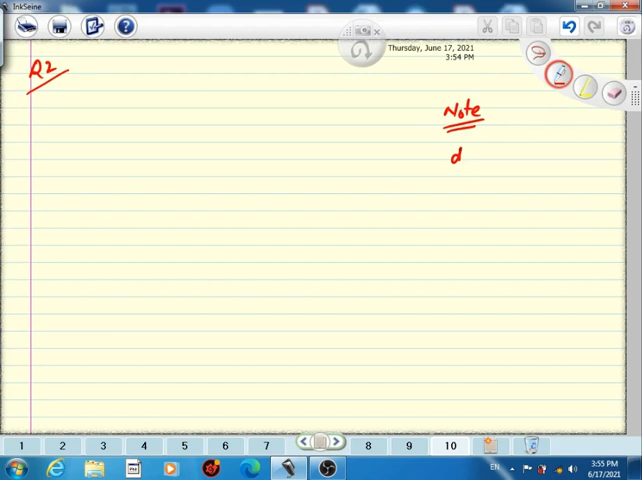 InkSeine
Thursday, June 17, 2021
3:54 PM
Q2
Note
d
1 2 3 4 5 6 7 8 9 10
EN
3:55 PM
6/17/2021